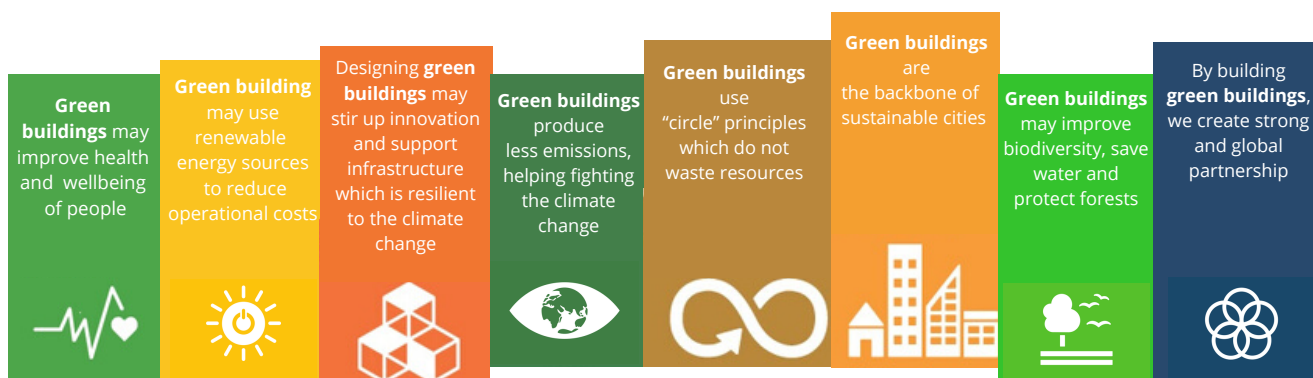 Green
buildings may
improve health
and wellbeing
of people
Green building
may use
renewable
energy sources
to reduce
operational costs
Designing green
buildings may
stir up innovation
and support
infrastructure
which is resilient
to the climate
change
Green buildings
produce
less emissions,
helping fighting
the climate
change
Green buildings
use
“circle” principles
which do not
waste resources
Green buildings
are
the backbone of
sustainable cities
Green buildings
may improve
biodiversity, save
water and
protect forests
By building
green buildings,
we create strong
and global
partnership